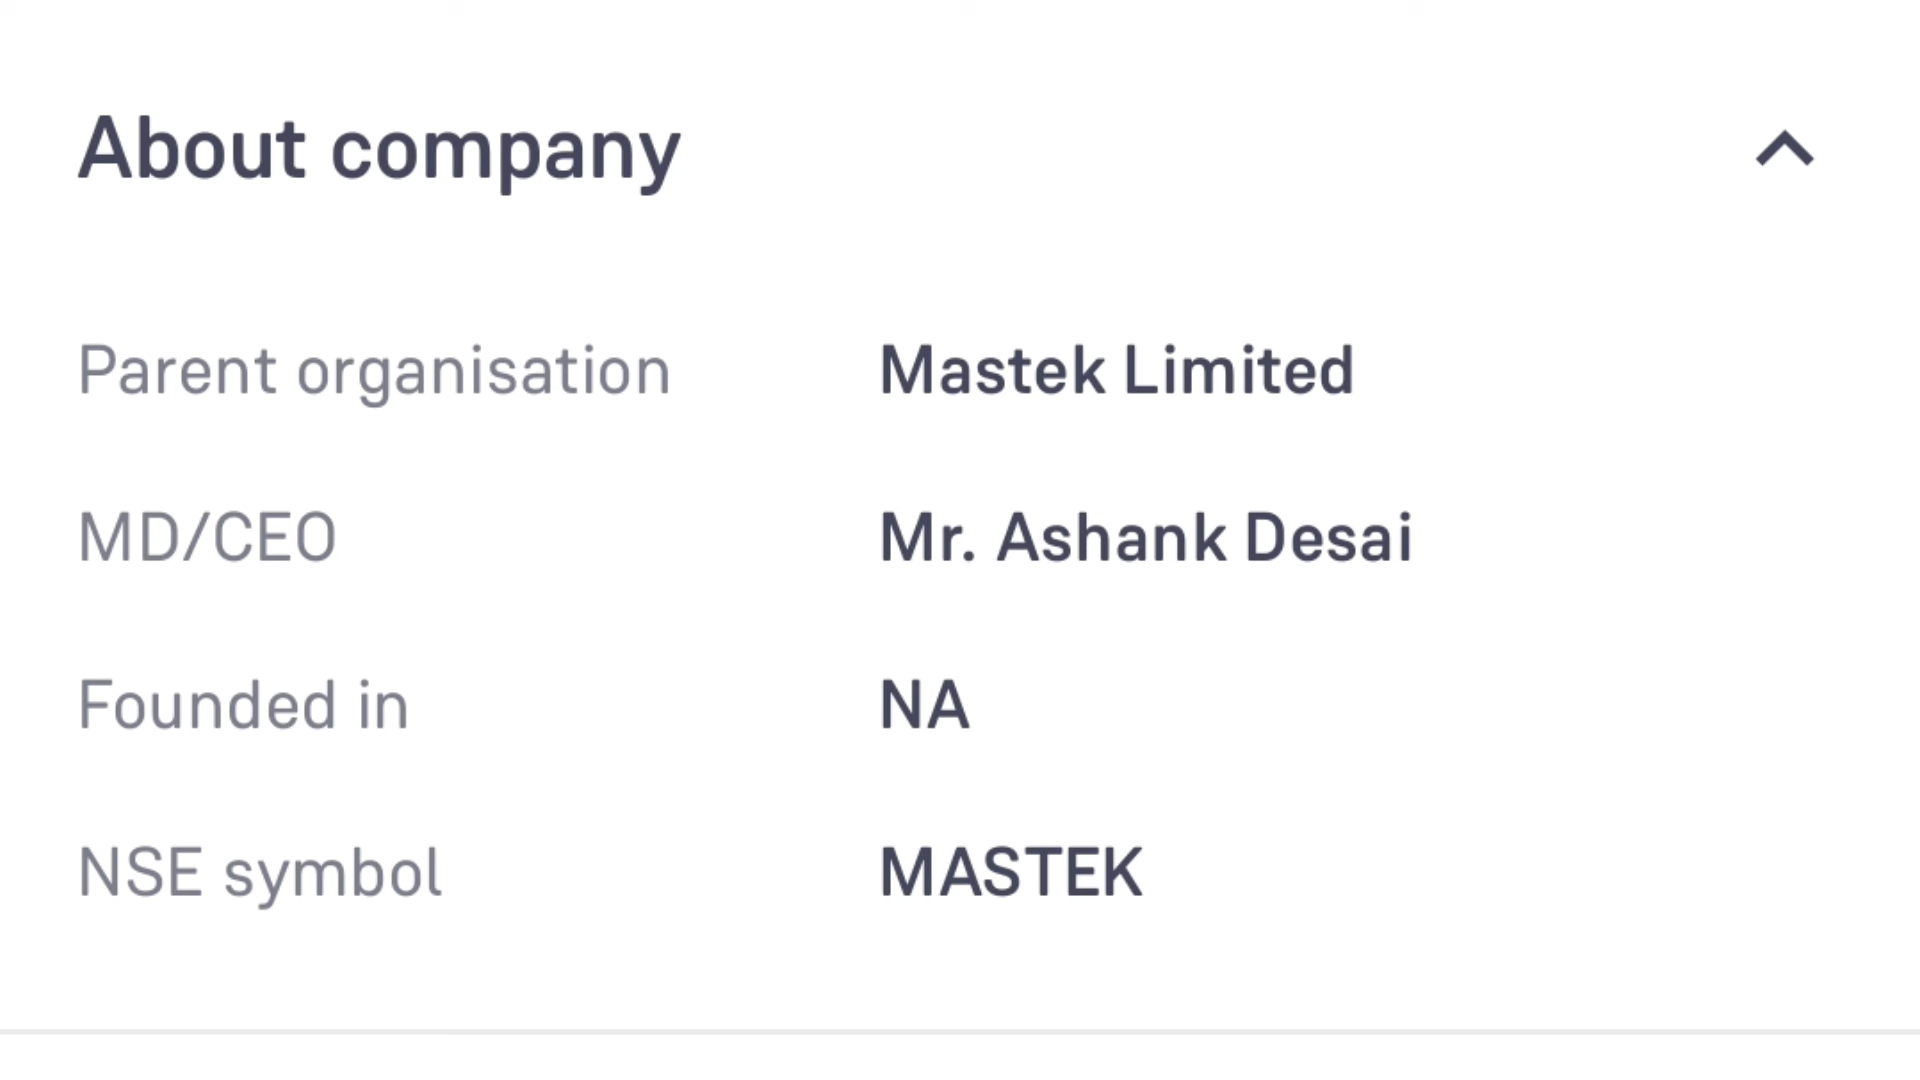 About company
Parent organisation Mastek Limited
MD/CEO Mr. Ashank Desai
Founded in NA
NSE symbol MASTEK